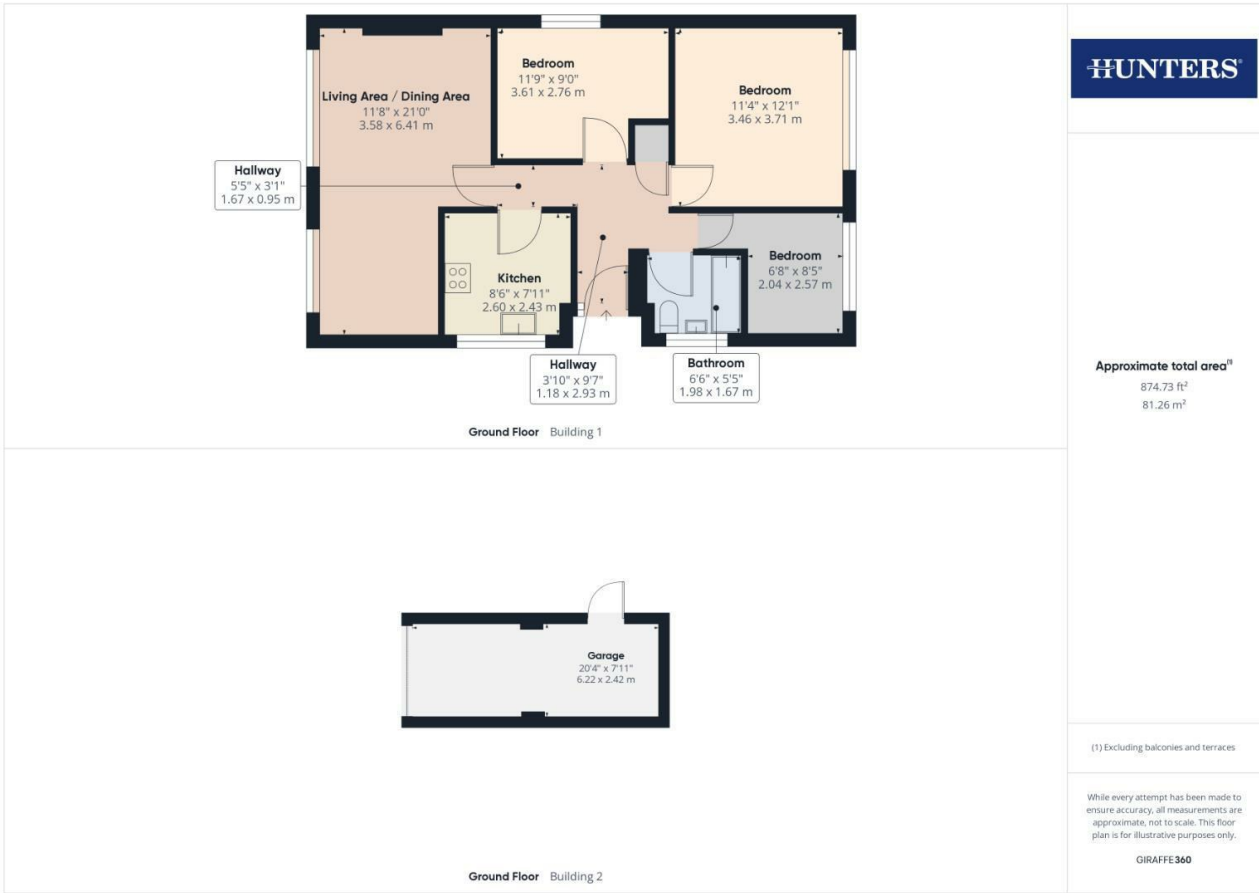 Living Area / Dining Area
11'8" x 21'0"
3.58 x 6.41 m
Bedroom
11'9" x 9'0"
3.61 x 2.76 m
Bedroom
11'4" x 12'1"
3.46 x 3.71 m
Hallway
5'5" x 3'1"
1.67 x 0.95 m
Kitchen
8'6" x 7'11"
2.60 x 2.43 m
Bedroom
6'8" x 8'5"
2.04 x 2.57 m
Hallway
3'10" x 9'7"
1.18 x 2.93 m
Bathroom
6'6" x 5'5"
1.98 x 1.67 m
Ground Floor Building 1
Garage
20'4" x 7'11"
6.22 x 2.42 m
Ground Floor Building 2
HUNTERS®
Approximate total area⁽¹⁾
874.73 ft²
81.26 m²
(1) Excluding balconies and terraces
While every attempt has been made to
ensure accuracy, all measurements are
approximate, not to scale. This floor
plan is for illustrative purposes only.
GIRAFFE360